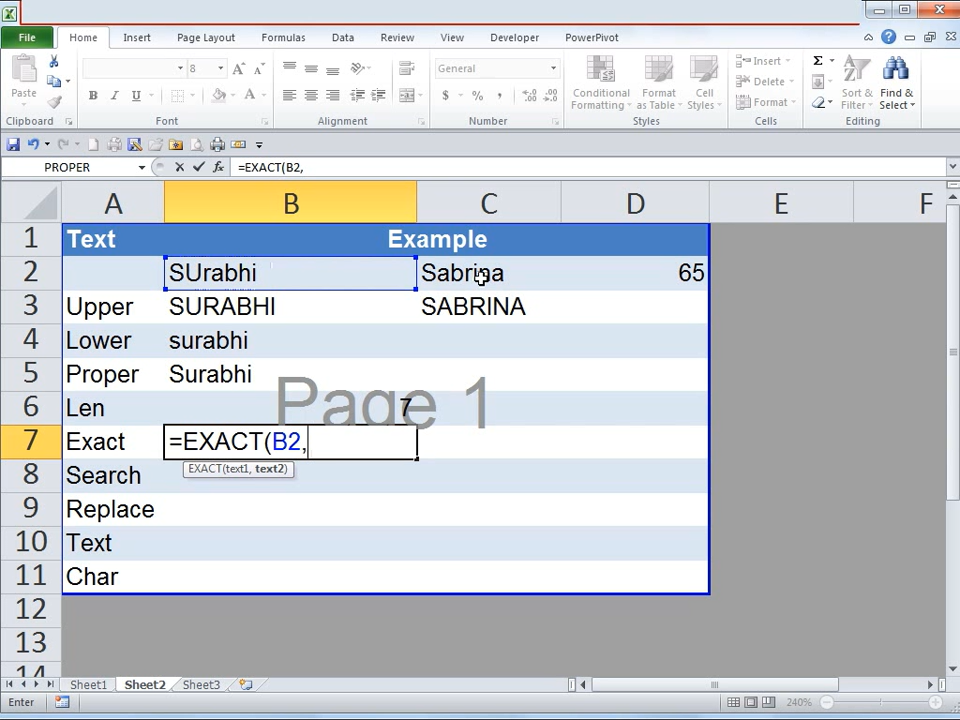 File Home Insert Page Layout Formulas Data Review View Developer PowerPivot
Paste
8
General
Conditional Formatting
Format as Table
Cell Styles
Insert
Delete
Format
Sort & Filter
Find & Select
Clipboard Font Alignment Number Styles Cells Editing
PROPER =EXACT(B2,
A B C D E F
1 Text Example
2 SUrabhi Sabrina 65
3 Upper SURABHI SABRINA
4 Lower surabhi
5 Proper Surabhi
Page 1
6 Len 7
7 Exact =EXACT(B2,
EXACT(text1, text2)
8 Search
9 Replace
10 Text
11 Char
12
13
14
Sheet1 Sheet2 Sheet3
Enter 240%